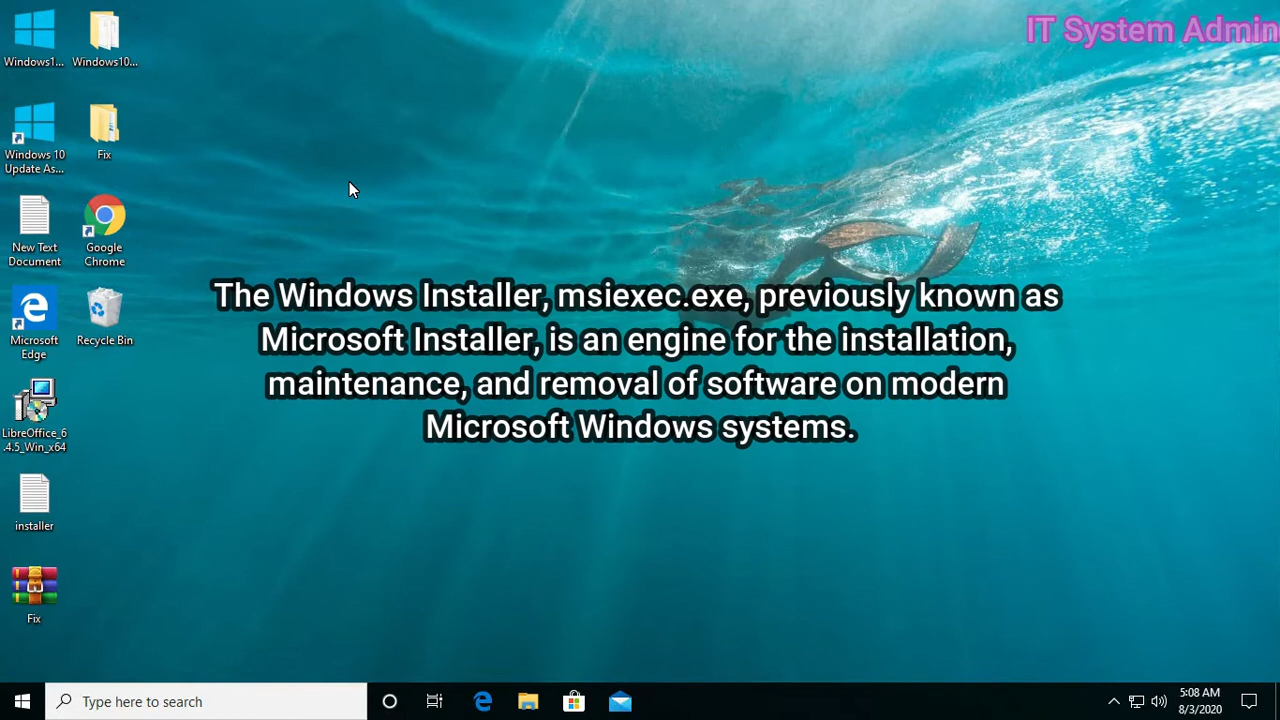 IT System Admin
Windows1...
Windows10...
Windows 10
Update As...
Fix
New Text
Document
Google
Chrome
Microsoft
Edge
Recycle Bin
LibreOffice_6
.4.5_Win_x64
installer
Fix
The Windows Installer, msiexec.exe, previously known as
Microsoft Installer, is an engine for the installation,
maintenance, and removal of software on modern
Microsoft Windows systems.
Type here to search
5:08 AM
8/3/2020